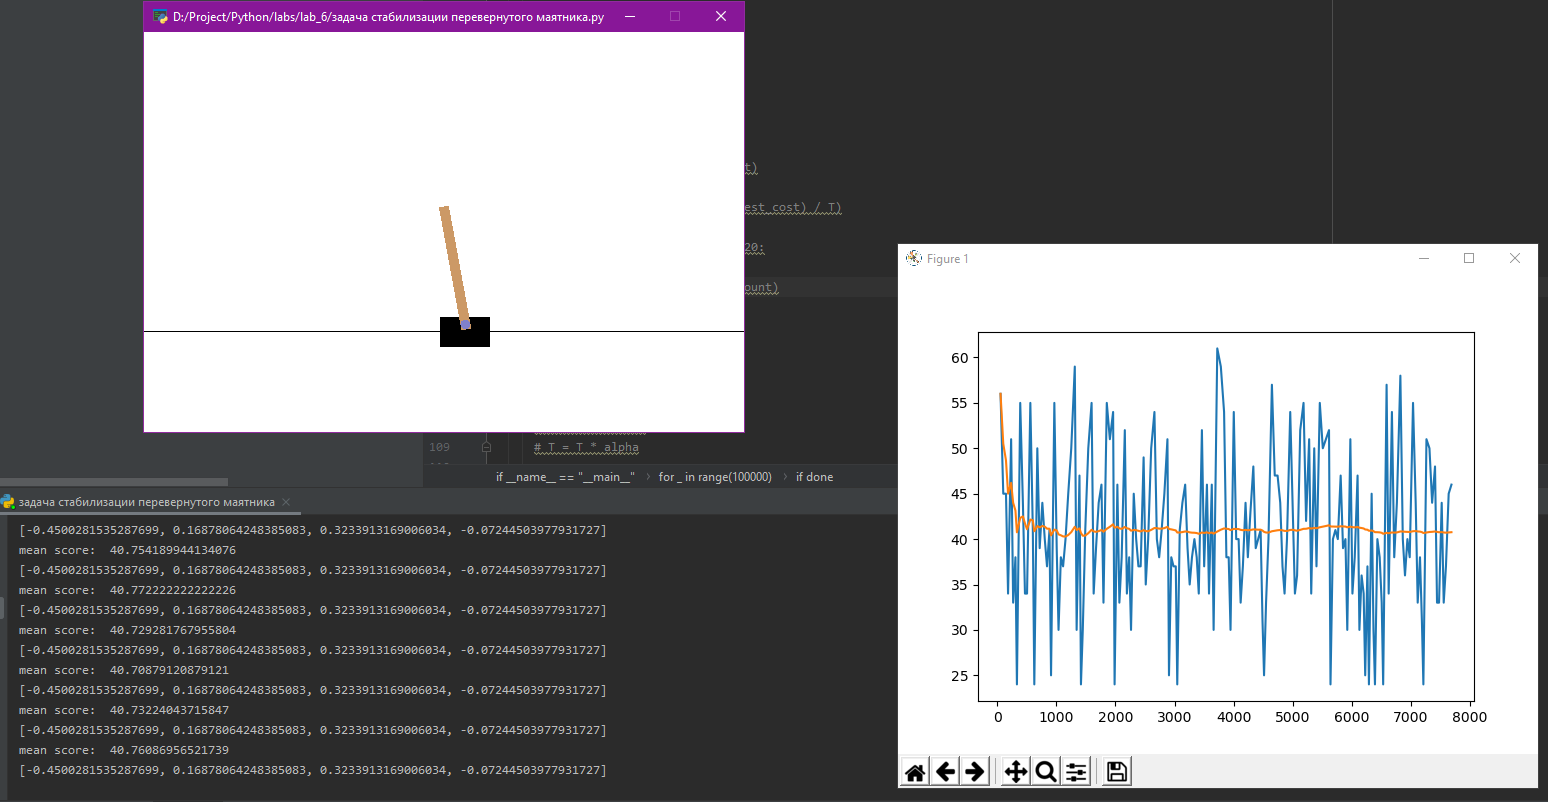 D:/Project/Python/labs/lab_6/задача стабилизации перевернутого маятника.py
t)
est_cost) / T)
20:
ount)
109
# T = T * alpha
if __name__ == "__main__"
for _ in range(100000)
if done
задача стабилизации перевернутого маятника
[-0.4500281535287699, 0.16878064248385083, 0.3233913169006034, -0.07244503977931727]
mean score:  40.754189944134076
[-0.4500281535287699, 0.16878064248385083, 0.3233913169006034, -0.07244503977931727]
mean score:  40.772222222222226
[-0.4500281535287699, 0.16878064248385083, 0.3233913169006034, -0.07244503977931727]
mean score:  40.729281767955804
[-0.4500281535287699, 0.16878064248385083, 0.3233913169006034, -0.07244503977931727]
mean score:  40.70879120879121
[-0.4500281535287699, 0.16878064248385083, 0.3233913169006034, -0.07244503977931727]
mean score:  40.73224043715847
[-0.4500281535287699, 0.16878064248385083, 0.3233913169006034, -0.07244503977931727]
mean score:  40.76086956521739
[-0.4500281535287699, 0.16878064248385083, 0.3233913169006034, -0.07244503977931727]
Figure 1
60
55
50
45
40
35
30
25
0 1000 2000 3000 4000 5000 6000 7000 8000